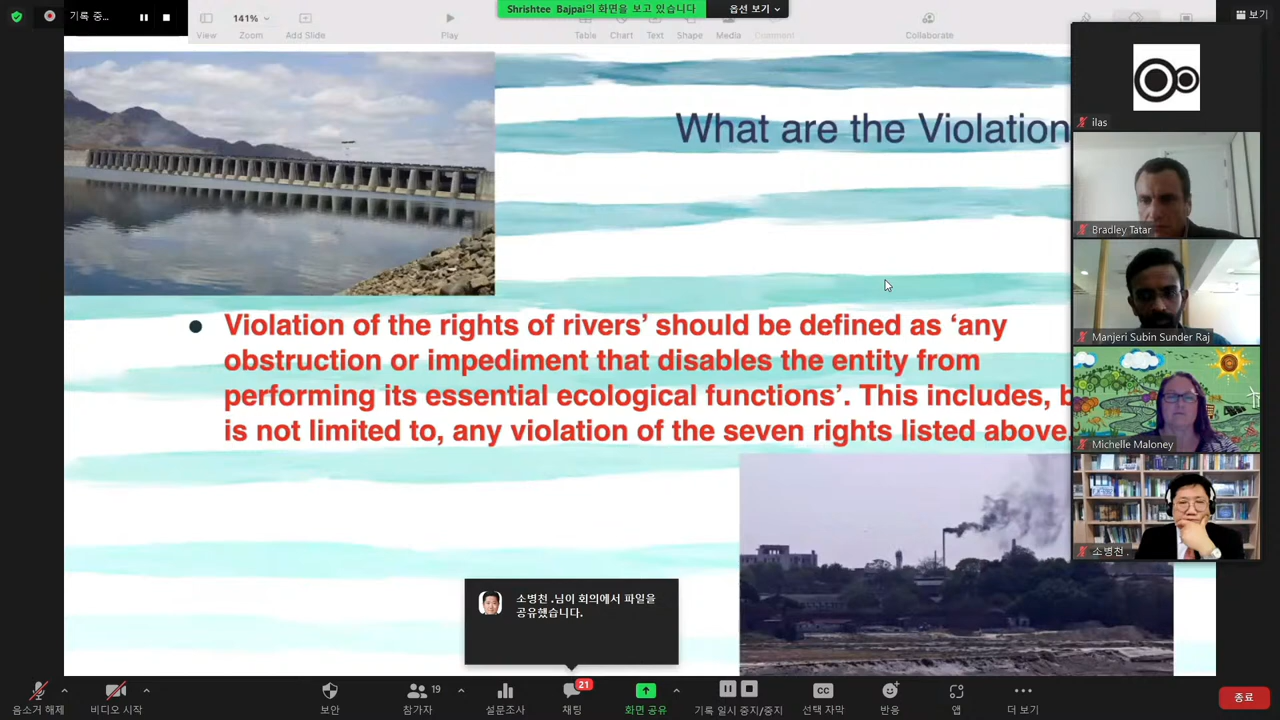 기록 중...
Shrishtee Bajpai의 화면을 보고 있습니다
옵션 보기
보기
141%
View
Zoom
Add Slide
Play
Table
Chart
Text
Shape
Media
Comment
Collaborate
What are the Violation
• Violation of the rights of rivers’ should be defined as ‘any
obstruction or impediment that disables the entity from
performing its essential ecological functions’. This includes, b
is not limited to, any violation of the seven rights listed above.
ilas
Bradley Tatar
Manjeri Subin Sunder Raj
Michelle Maloney
소병천 .
소병천 .님이 회의에서 파일을
공유했습니다.
음소거 해제
비디오 시작
보안
19
참가자
설문조사
21
채팅
화면 공유
기록 일시 중지/중지
CC
선택 자막
반응
앱
더 보기
종료